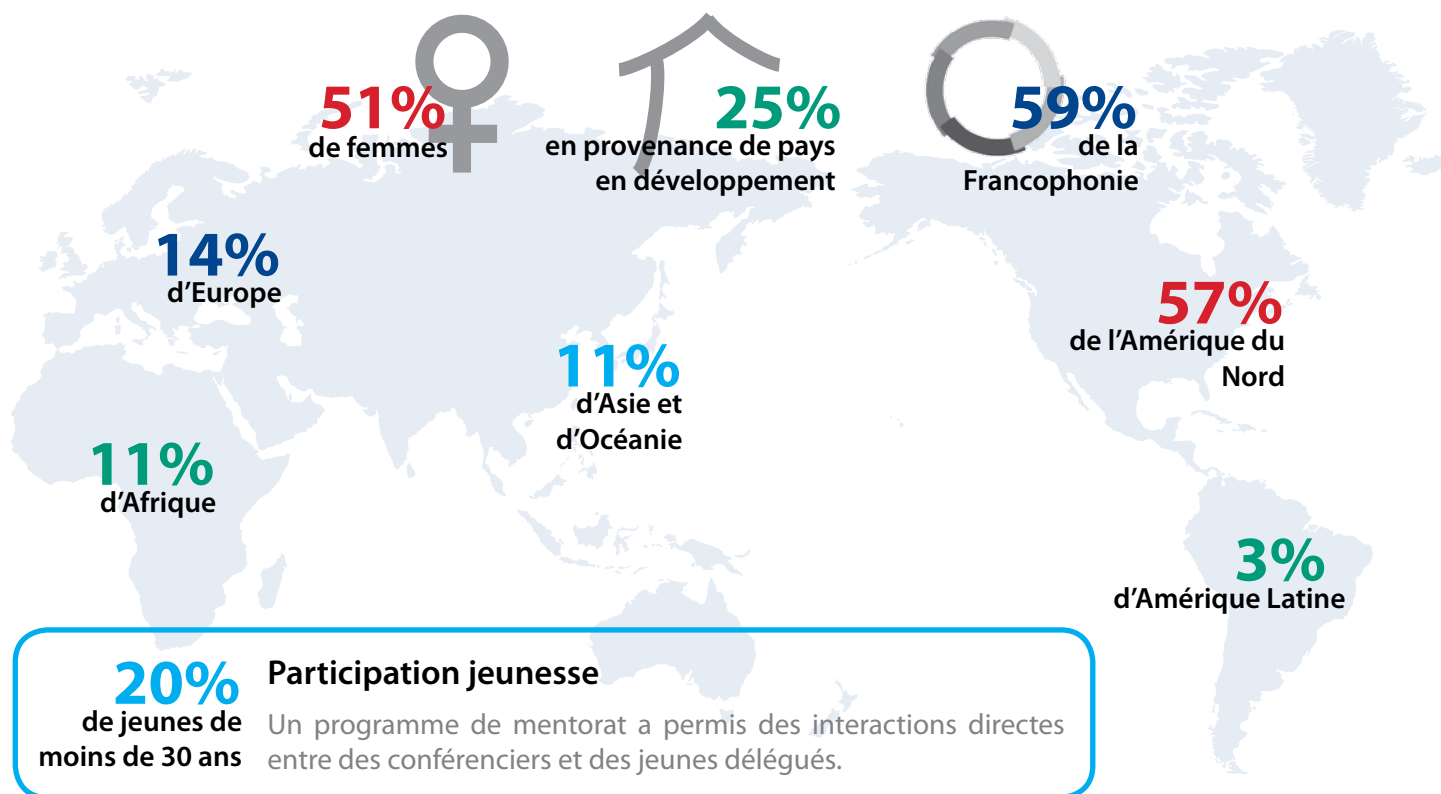 51%
de femmes
25%
en provenance de pays
en développement
59%
de la
Francophonie
14%
d’Europe
57%
de l’Amérique du
Nord
11%
d’Asie et
d’Océanie
11%
d’Afrique
3%
d’Amérique Latine
20%
de jeunes de
moins de 30 ans
Participation jeunesse
Un programme de mentorat a permis des interactions directes
entre des conférenciers et des jeunes délégués.